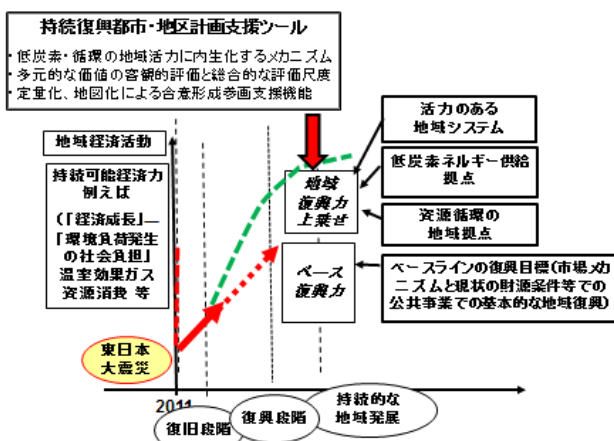 持続復興都市・地区計画支援ツール
・低炭素・循環の地域活力に内生化するメカニズム
・多元的な価値の客観的評価と総合的な評価尺度
・定量化、地図化による合意形成参画支援機能
地域経済活動
持続可能経済力
例えば
(「経済成長」―
「環境負荷発生
の社会負担」
温室効果ガス
資源消費 等
活力のある
地域システム
低炭素ネルギー供給
拠点
資源循環の
地域拠点
地域
復興力
上乗せ
ベース
復興力
ベースラインの復興目標(市場メカ
ニズムと現状の財源条件等での
公共事業での基本的な地域復興)
東日本
大震災
2011
復旧段階
復興段階
持続的な
地域発展